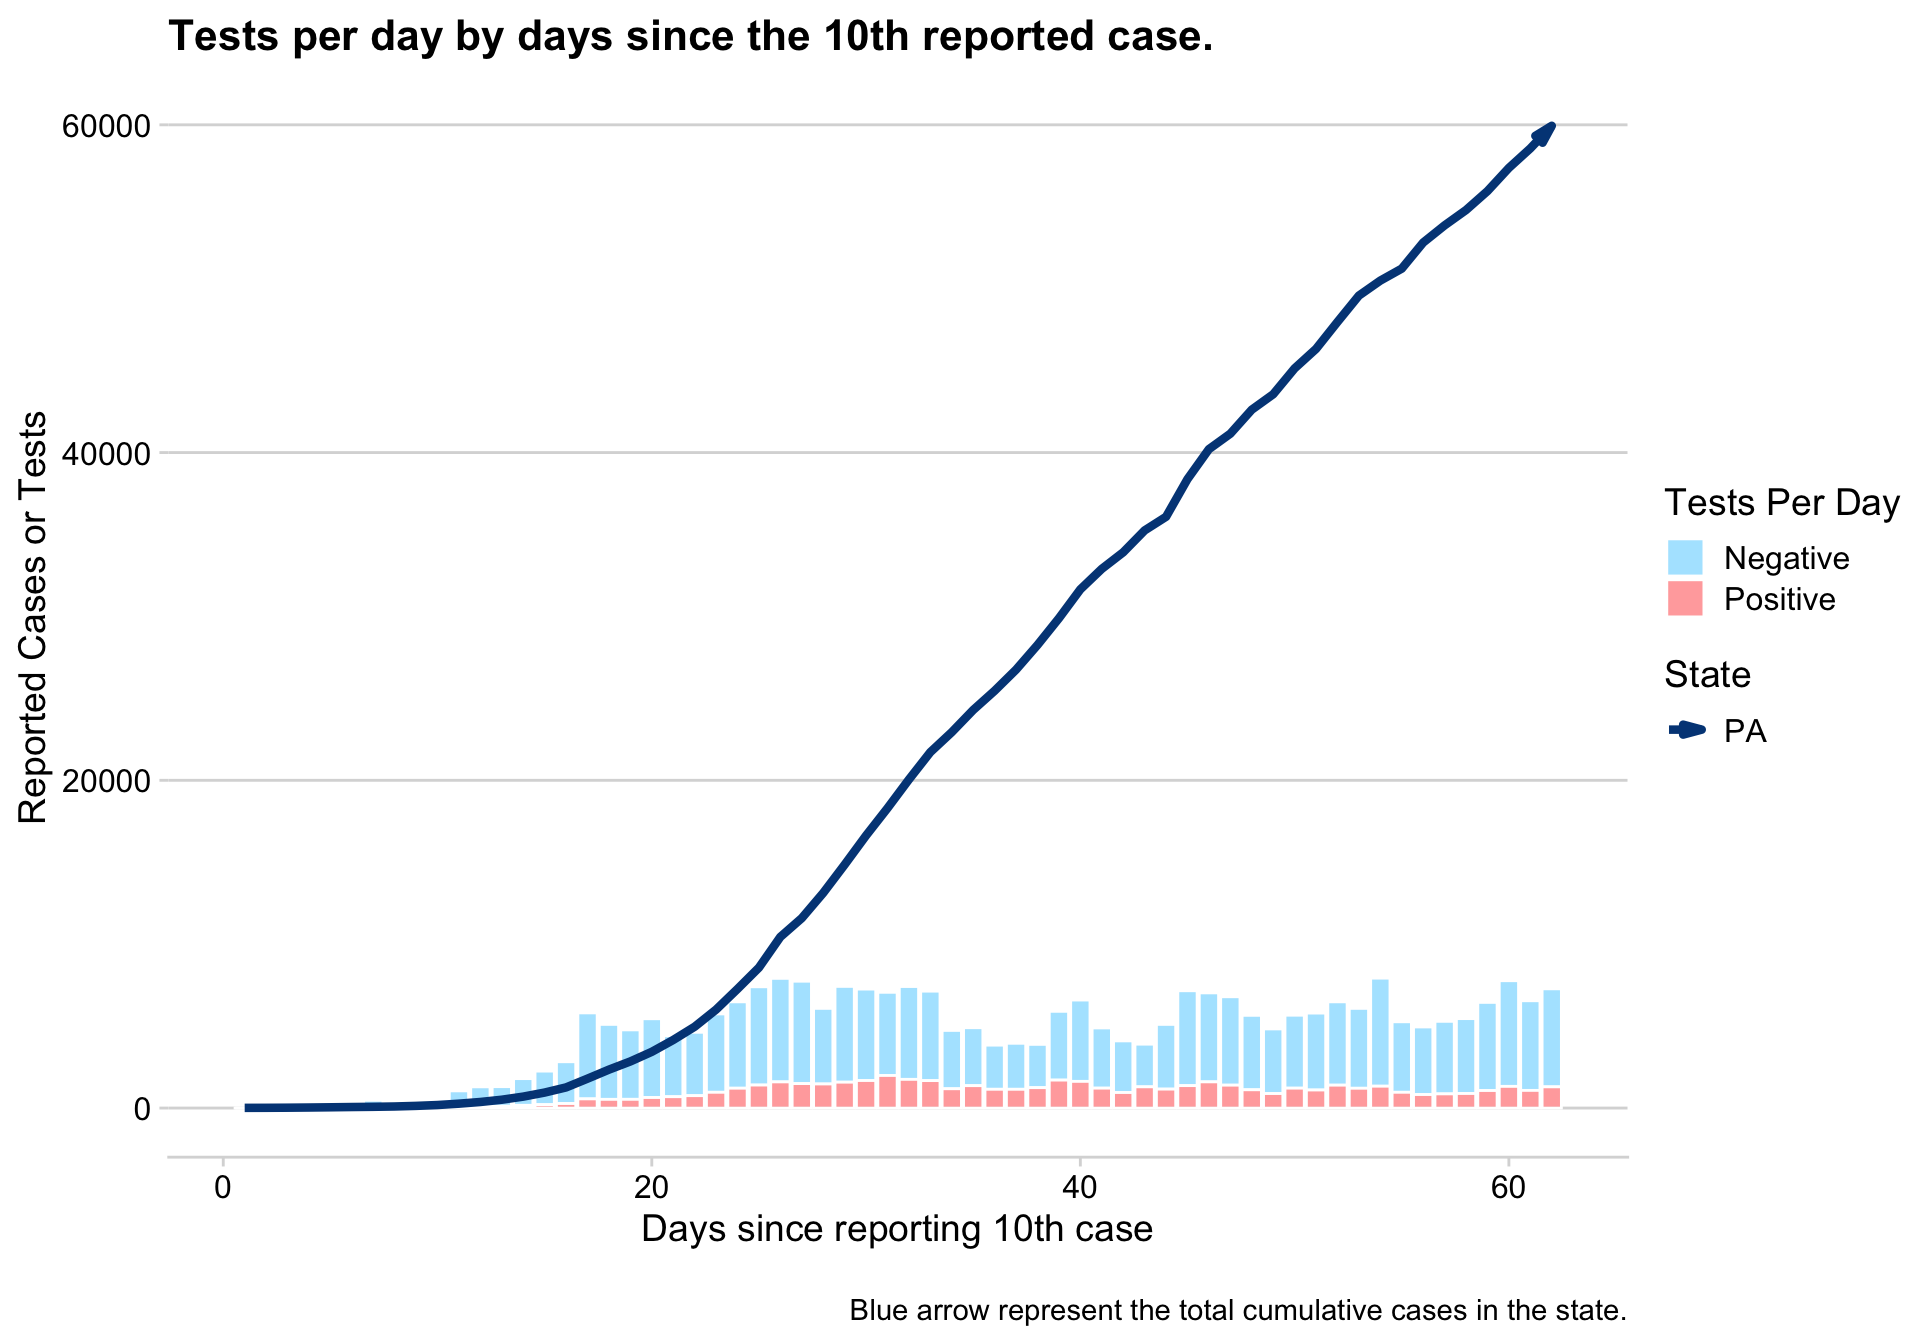 Tests per day by days since the 10th reported case.
60000
40000
20000
0
Reported Cases or Tests
0 20 40 60
Days since reporting 10th case
Tests Per Day
Negative
Positive
State
PA
Blue arrow represent the total cumulative cases in the state.